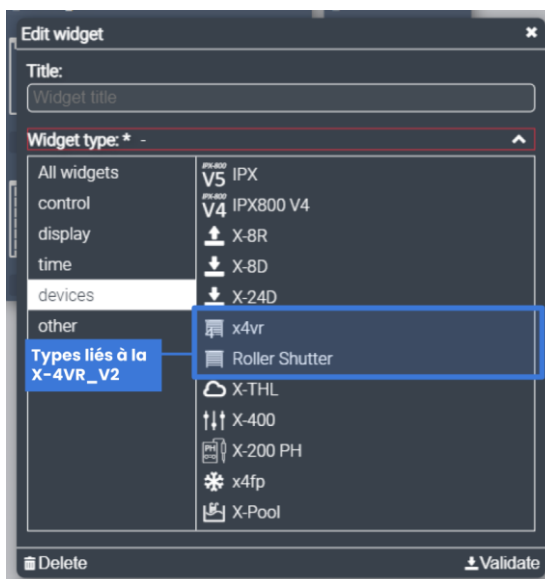 Edit widget
Title:
Widget title
Widget type: * -
All widgets
control
display
time
devices
other
Types liés à la
X-4VR_V2
IPX-800
V5 IPX
IPX-800
V4 IPX800 V4
X-8R
X-8D
X-24D
x4vr
Roller Shutter
X-THL
X-400
PH X-200 PH
x4fp
X-Pool
Delete
Validate